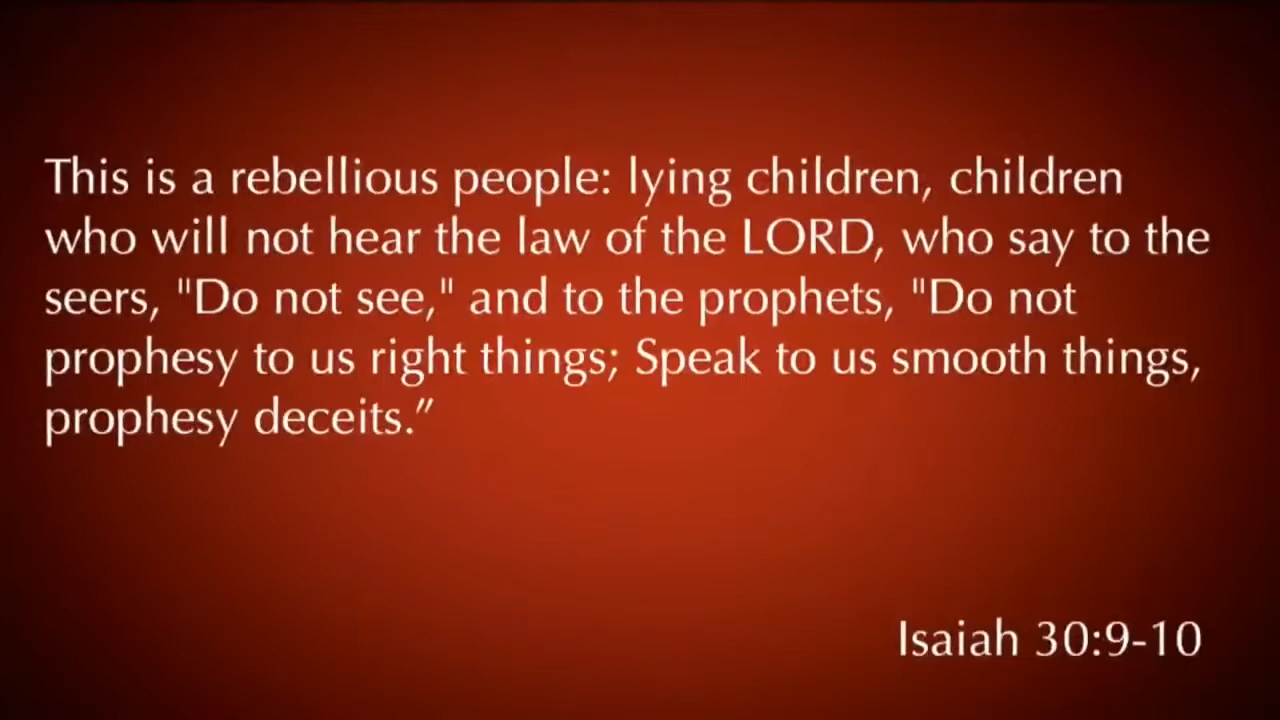 This is a rebellious people: lying children, children
who will not hear the law of the LORD, who say to the
seers, "Do not see," and to the prophets, "Do not
prophesy to us right things; Speak to us smooth things,
prophesy deceits.”
Isaiah 30:9-10